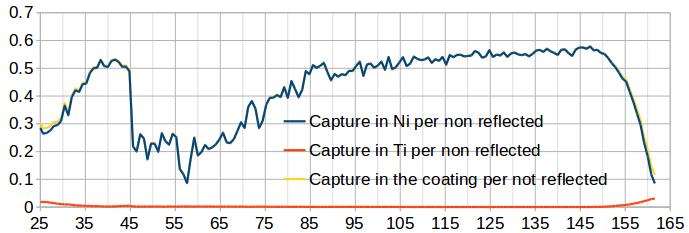 0.7
0.6
0.5
0.4
0.3
0.2
0.1
0
Capture in Ni per non reflected
Capture in Ti per non reflected
Capture in the coating per not reflected
25 35 45 55 65 75 85 95 105 115 125 135 145 155 165